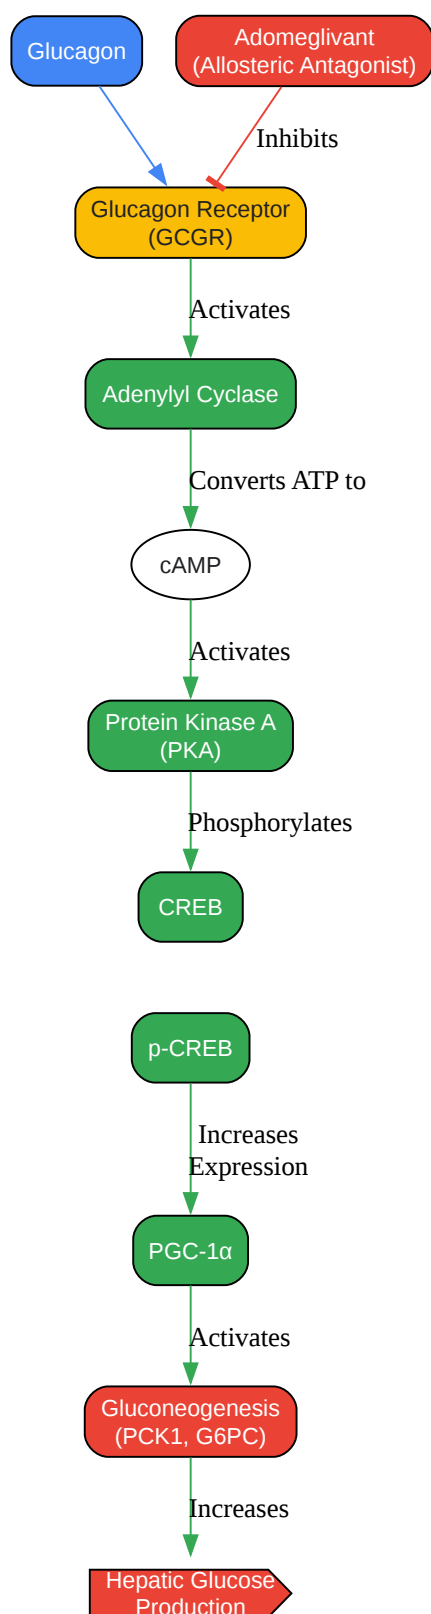 Glucagon
Adomeglivant
(Allosteric Antagonist)
Inhibits
Glucagon Receptor
(GCGR)
Activates
Adenylyl Cyclase
Converts ATP to
cAMP
Activates
Protein Kinase A
(PKA)
Phosphorylates
CREB
p-CREB
Increases
Expression
PGC-1α
Activates
Gluconeogenesis
(PCK1, G6PC)
Increases
Hepatic Glucose
Production